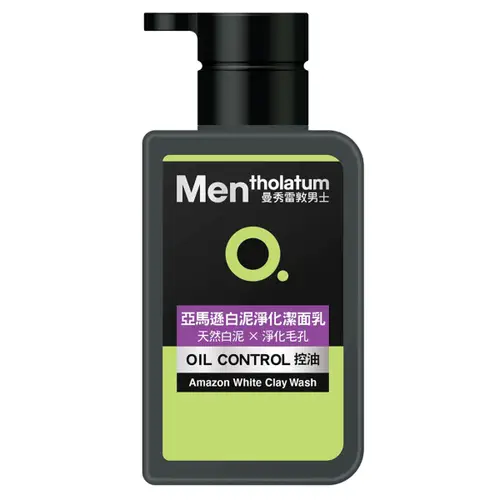 Mentholatum
曼秀雷敦男士
O.
亞馬遜白泥淨化潔面乳
天然白泥 × 淨化毛孔
OIL CONTROL 控油
Amazon White Clay Wash